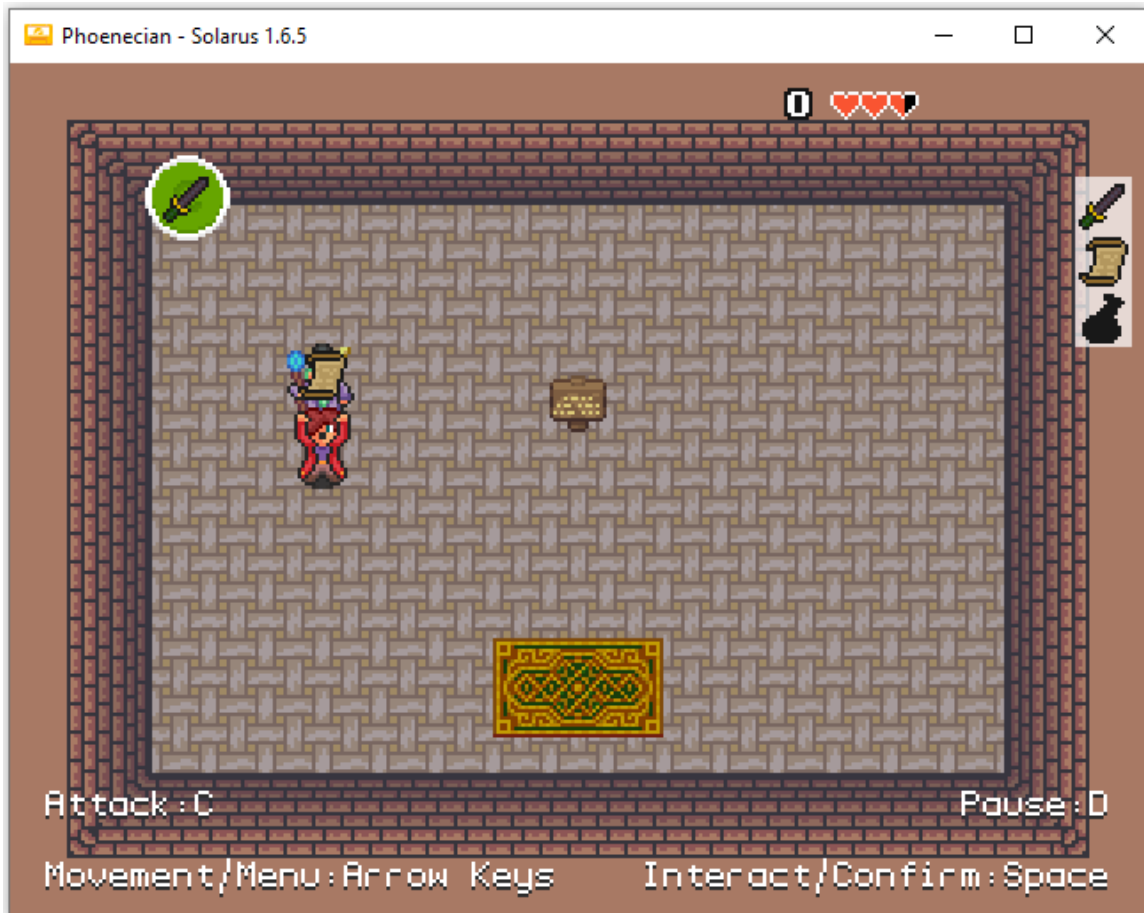 Phoenecian - Solarus 1.6.5
0
Attack:C
Pause:D
Movement/Menu:Arrow Keys
Interact/Confirm:Space